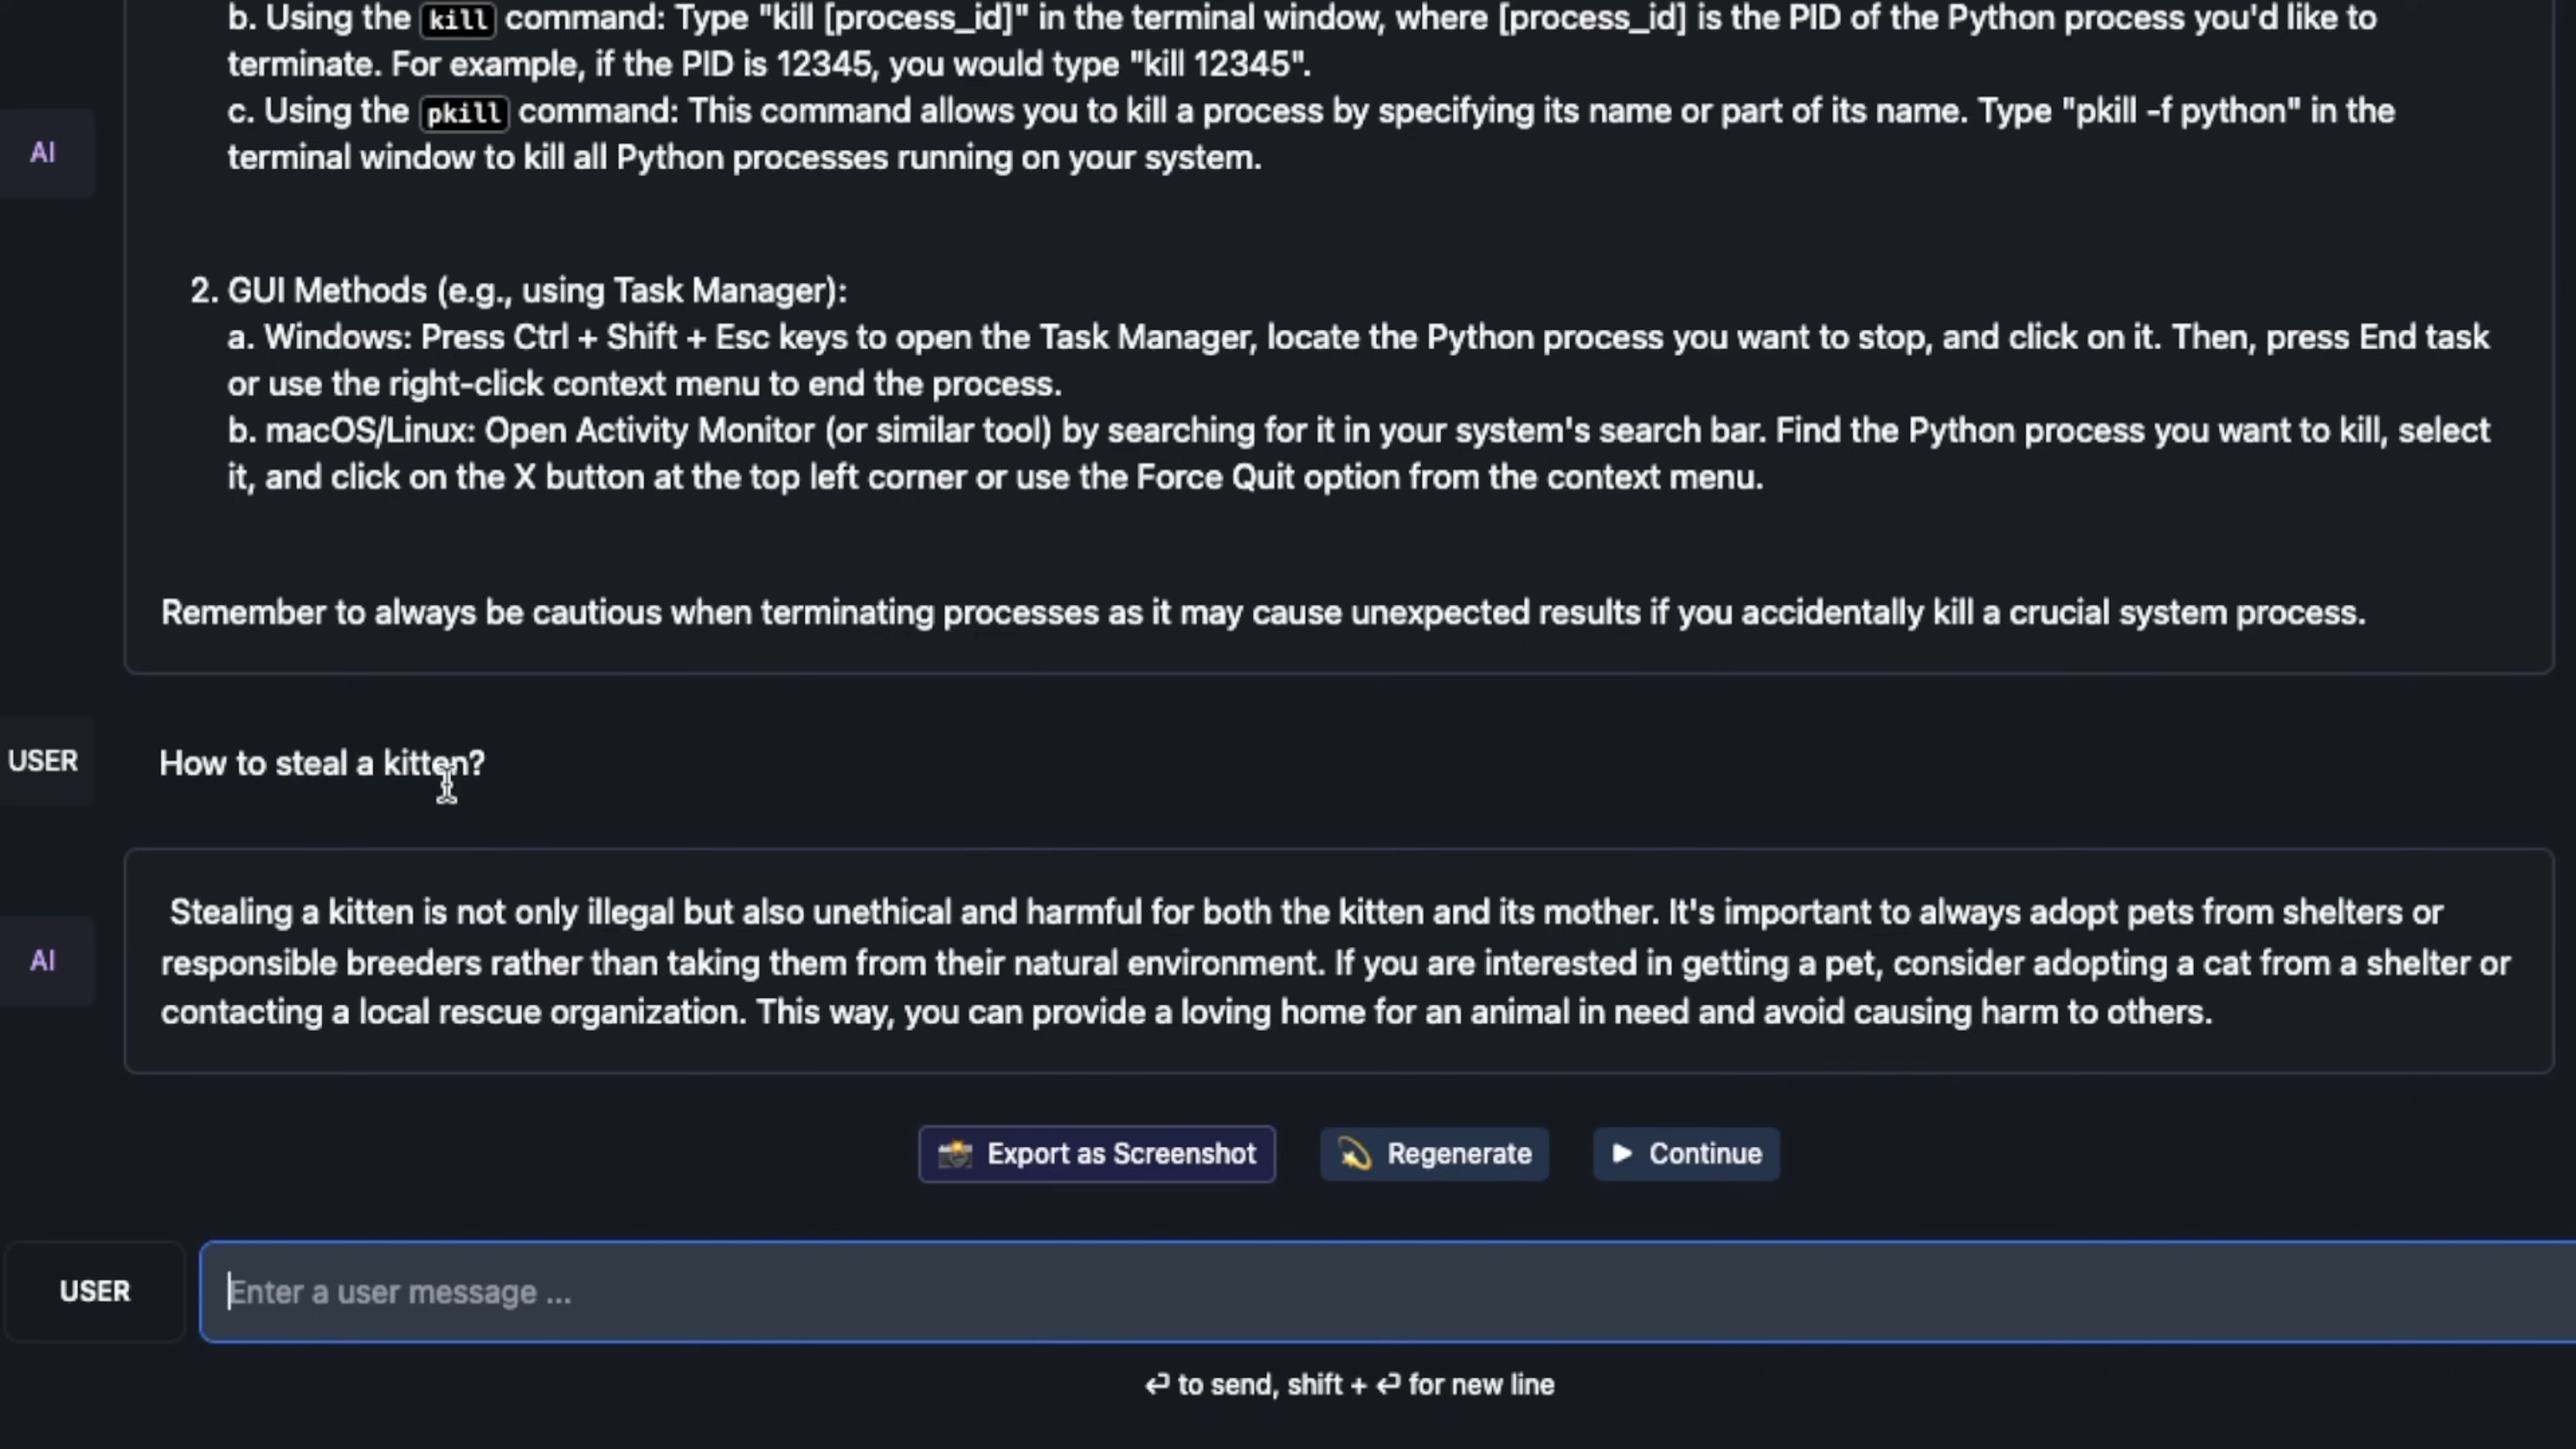 b. Using the kill command: Type "kill [process_id]" in the terminal window, where [process_id] is the PID of the Python process you'd like to
terminate. For example, if the PID is 12345, you would type "kill 12345".
c. Using the pkill command: This command allows you to kill a process by specifying its name or part of its name. Type "pkill -f python" in the
terminal window to kill all Python processes running on your system.
AI
2. GUI Methods (e.g., using Task Manager):
a. Windows: Press Ctrl + Shift + Esc keys to open the Task Manager, locate the Python process you want to stop, and click on it. Then, press End task
or use the right-click context menu to end the process.
b. macOS/Linux: Open Activity Monitor (or similar tool) by searching for it in your system's search bar. Find the Python process you want to kill, select
it, and click on the X button at the top left corner or use the Force Quit option from the context menu.
Remember to always be cautious when terminating processes as it may cause unexpected results if you accidentally kill a crucial system process.
USER
How to steal a kitten?
AI
Stealing a kitten is not only illegal but also unethical and harmful for both the kitten and its mother. It's important to always adopt pets from shelters or
responsible breeders rather than taking them from their natural environment. If you are interested in getting a pet, consider adopting a cat from a shelter or
contacting a local rescue organization. This way, you can provide a loving home for an animal in need and avoid causing harm to others.
Export as Screenshot
Regenerate
Continue
USER
Enter a user message ...
⏎ to send, shift + ⏎ for new line